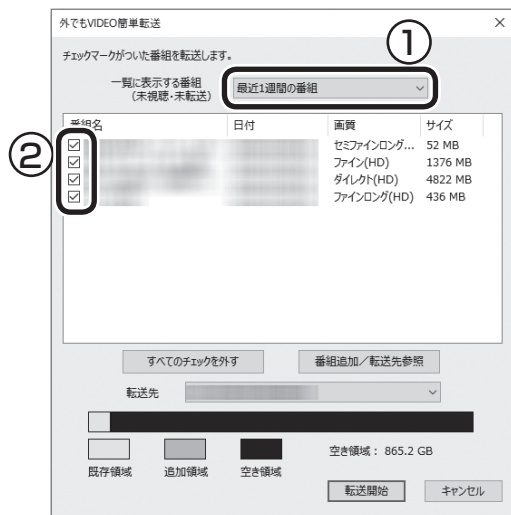 外でもVIDEO簡単転送
チェックマークがついた番組を転送します。
①
一覧に表示する番組
(未視聴・未転送)
最近1週間の番組
番組名 日付 画質 サイズ
②
セミファインロング... 52 MB
ファイン(HD) 1376 MB
ダイレクト(HD) 4822 MB
ファインロング(HD) 436 MB
すべてのチェックを外す 番組追加/転送先参照
転送先
既存領域 追加領域 空き領域 空き領域： 865.2 GB
転送開始 キャンセル